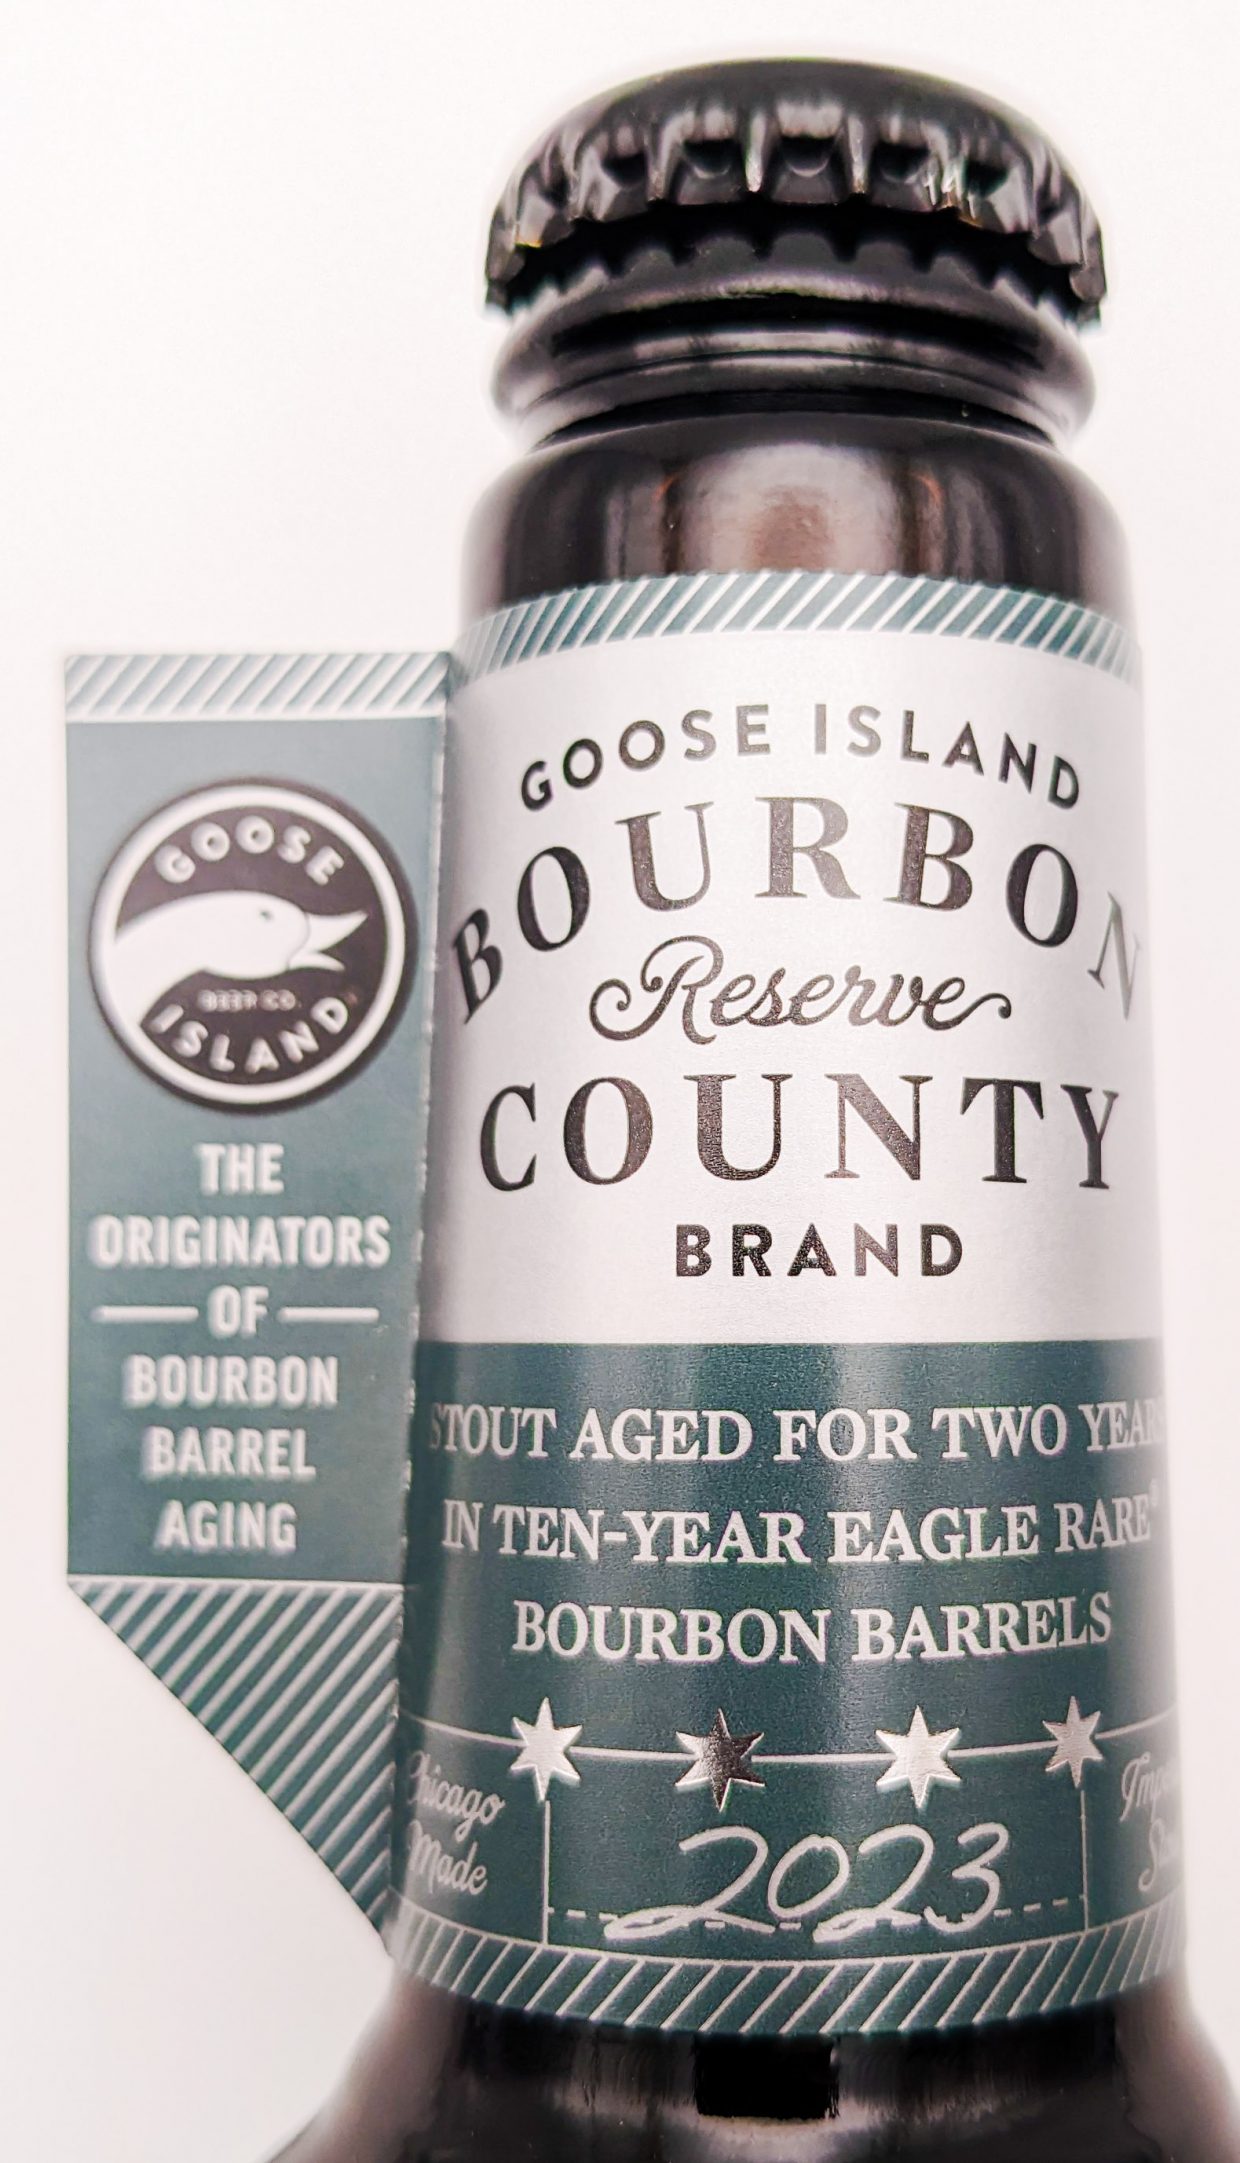 GOOSE
BEER CO.
ISLAND
THE
ORIGINATORS
OF
BOURBON
BARREL
AGING
GOOSE ISLAND
BOURBON
Reserve
COUNTY
BRAND
STOUT AGED FOR TWO YEARS
IN TEN-YEAR EAGLE RARE®
BOURBON BARRELS
Chicago
Made
2023